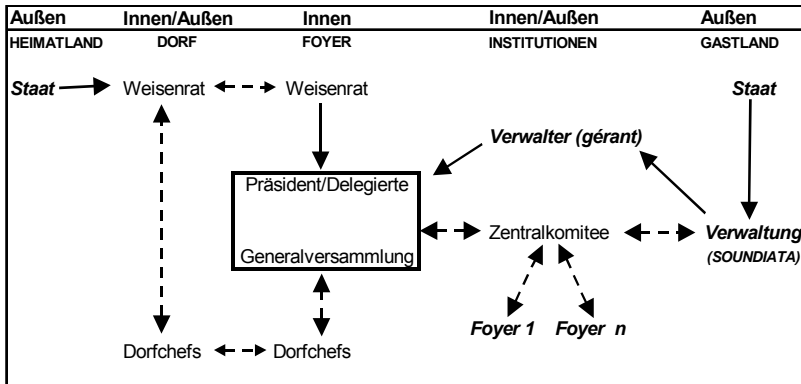 Außen Innen/Außen Innen Innen/Außen Außen
HEIMATLAND DORF FOYER INSTITUTIONEN GASTLAND
Staat Weisenrat Weisenrat Staat
Verwalter (gérant)
Präsident/Delegierte
Zentralkomitee Verwaltung
Generalversammlung (SOUNDIATA)
Foyer 1 Foyer n
Dorfchefs Dorfchefs